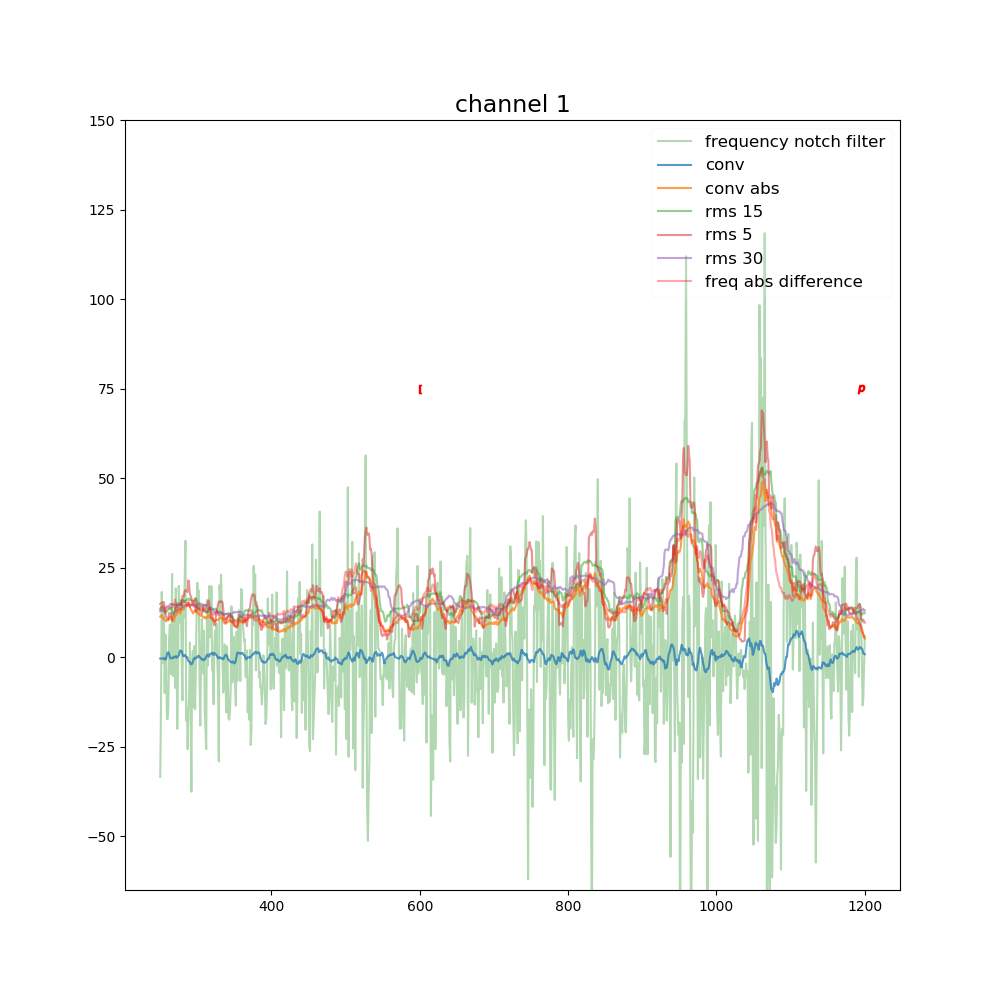 channel 1
150
125
100
75
50
25
0
−25
−50
frequency notch filter
conv
conv abs
rms 15
rms 5
rms 30
freq abs difference
[
p
400 600 800 1000 1200